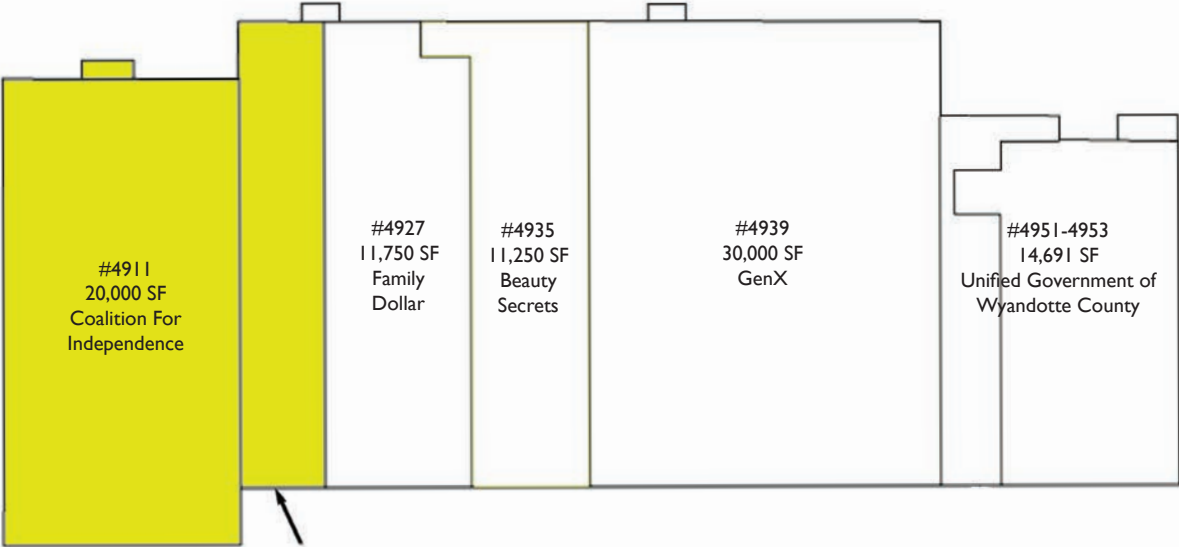 #4911
20,000 SF
Coalition For
Independence
#4927
11,750 SF
Family
Dollar
#4935
11,250 SF
Beauty
Secrets
#4939
30,000 SF
GenX
#4951-4953
14,691 SF
Unified Government of
Wyandotte County